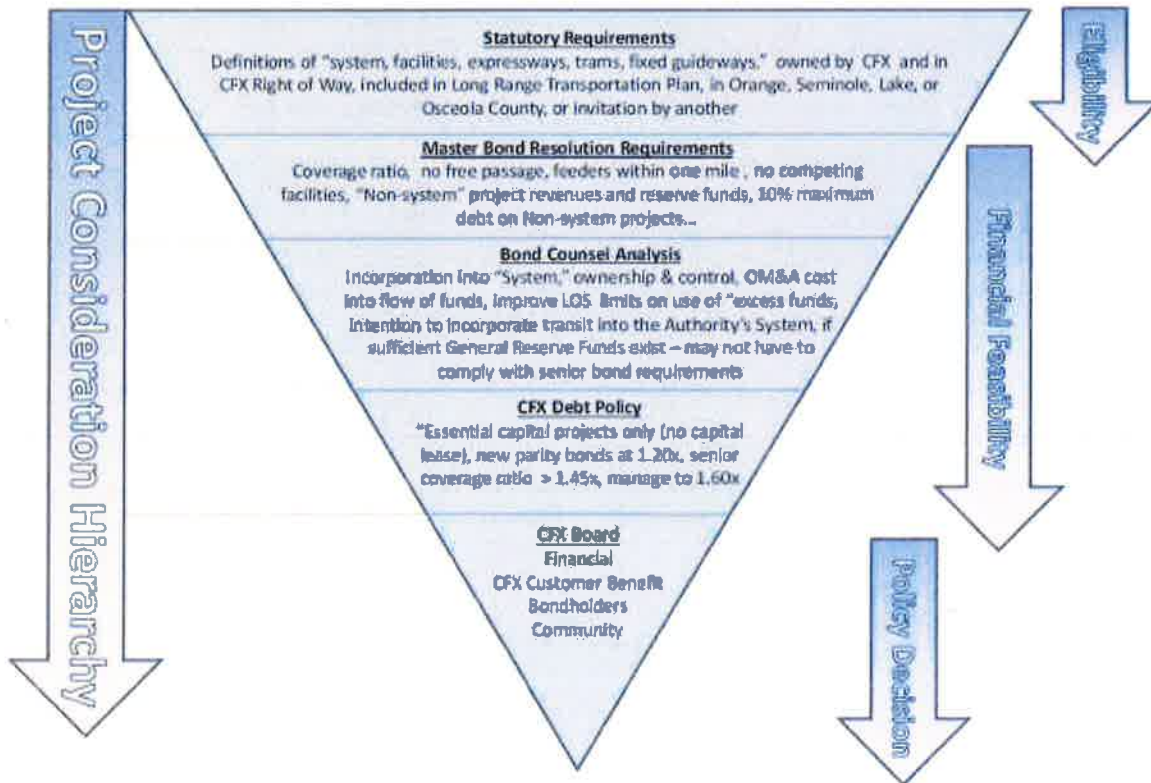 Project Consideration Hierarchy
Statutory Requirements
Definitions of "system, facilities, expressways, trams, fixed guideways," owned by CFX and in
CFX Right of Way, included in Long Range Transportation Plan, in Orange, Seminole, Lake, or
Osceola County, or invitation by another
Master Bond Resolution Requirements
Coverage ratio, no free passage, feeders within one mile , no competing
facilities, "Non-system" project revenues and reserve funds, 10% maximum
debt on Non-system projects...
Bond Counsel Analysis
Incorporation into "System," ownership & control, OM&A cost
into flow of funds, improve LOS limits on use of "excess funds,
Intention to incorporate transit into the Authority's System, if
sufficient General Reserve Funds exist – may not have to
comply with senior bond requirements
CFX Debt Policy
"Essential capital projects only (no capital
lease), new parity bonds at 1.20x, senior
coverage ratio > 1.45x, manage to 1.60x
CFX Board
Financial
CFX Customer Benefit
Bondholders
Community
Eligibility
Financial Feasibility
Policy Decision